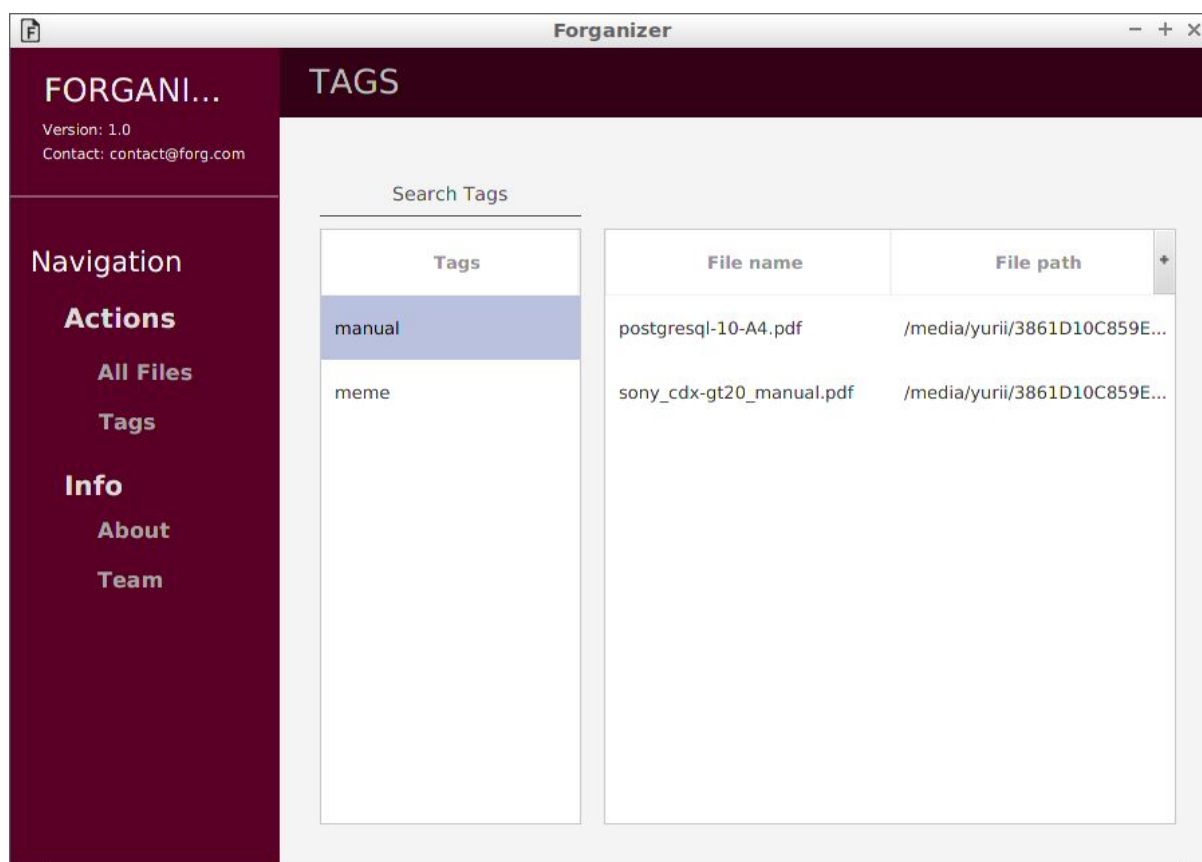 Forganizer
FORGANI...
Version: 1.0
Contact: contact@forg.com
Navigation
Actions
All Files
Tags
Info
About
Team
TAGS
Search Tags
Tags
manual
meme
File name File path +
postgresql-10-A4.pdf /media/yurii/3861D10C859E...
sony_cdx-gt20_manual.pdf /media/yurii/3861D10C859E...